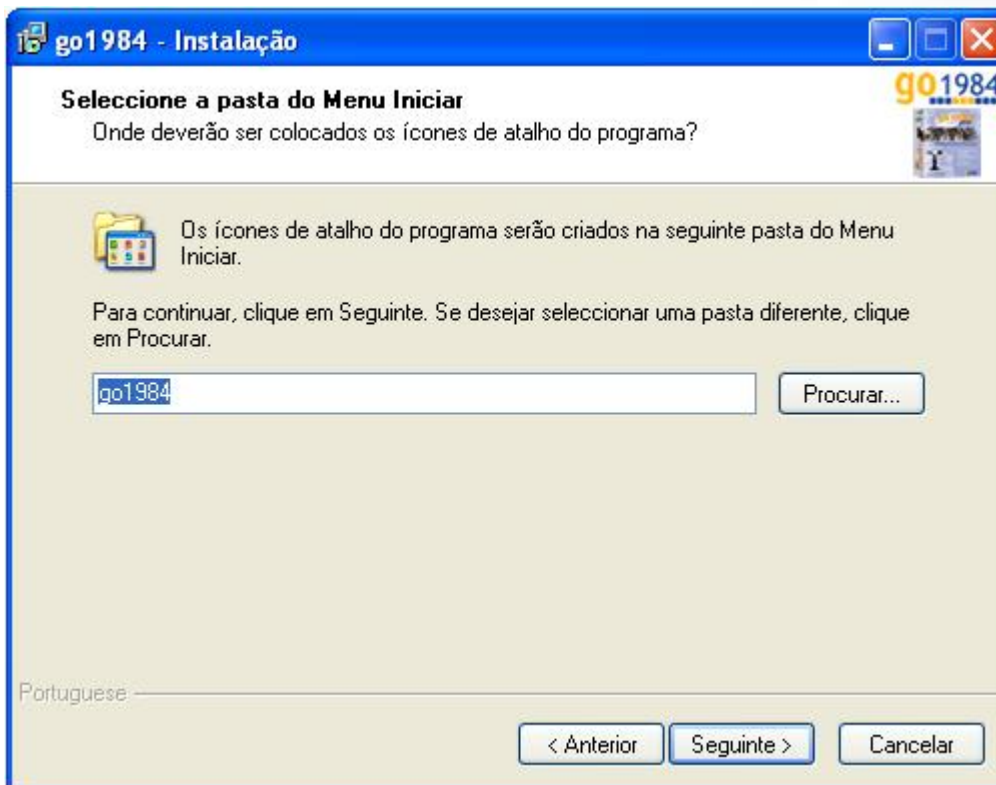 go1984 - Instalação
Seleccione a pasta do Menu Iniciar
Onde deverão ser colocados os ícones de atalho do programa?
go1984
Os ícones de atalho do programa serão criados na seguinte pasta do Menu
Iniciar.
Para continuar, clique em Seguinte. Se desejar seleccionar uma pasta diferente, clique
em Procurar.
go1984
Procurar...
Portuguese
< Anterior
Seguinte >
Cancelar